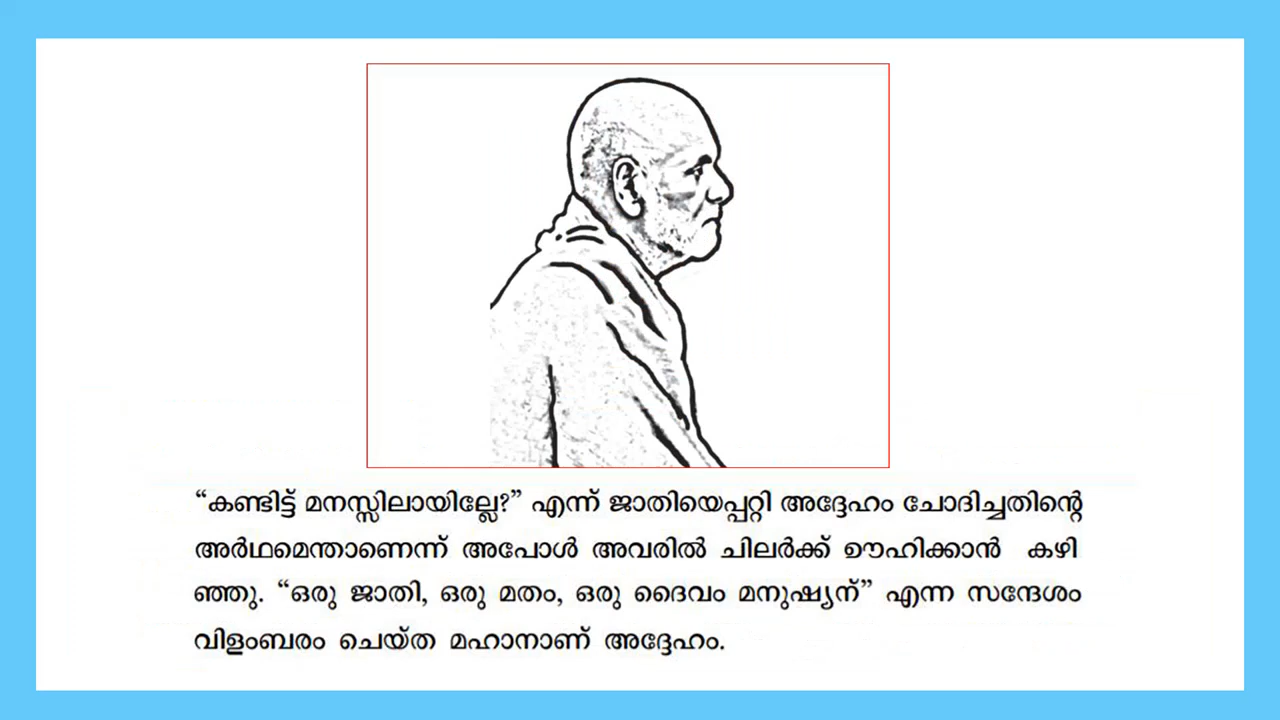 “കണ്ടിട്ട് മനസ്സിലായില്ലേ?” എന്ന് ജാതിയെപ്പറ്റി അദ്ദേഹം ചോദിച്ചതിന്റെ
അർഥമെന്താണെന്ന് അപോൾ അവരിൽ ചിലർക്ക് ഊഹിക്കാൻ കഴി
ഞ്ഞു. “ഒരു ജാതി, ഒരു മതം, ഒരു ദൈവം മനുഷ്യന്” എന്ന സന്ദേശം
വിളംബരം ചെയ്ത മഹാനാണ് അദ്ദേഹം.